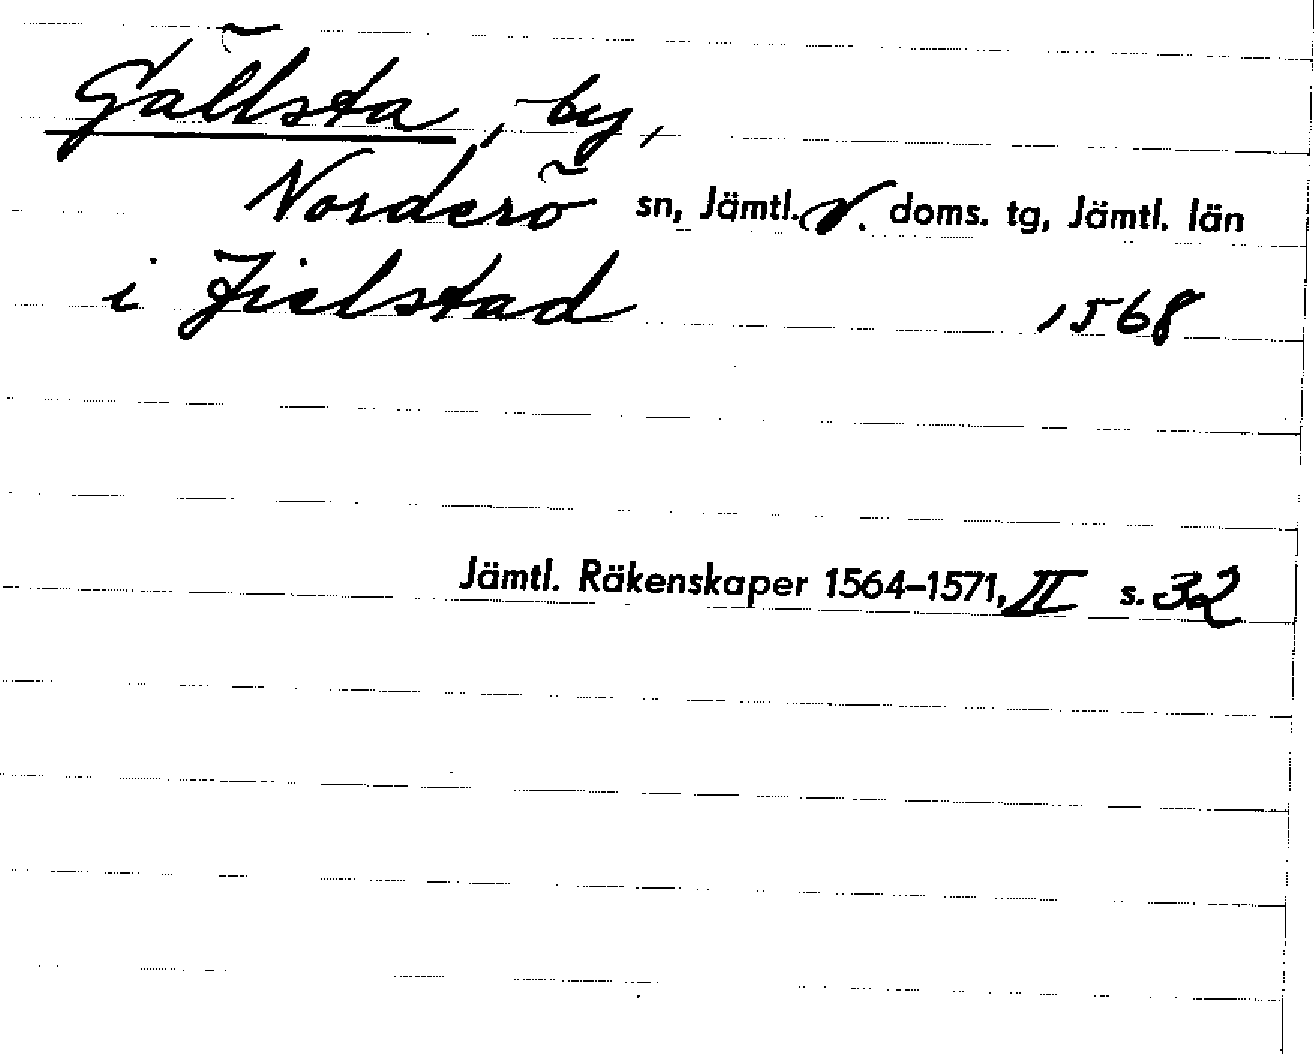 Gällsta, by,
Norderö sn, Jämtl. V. doms. tg, Jämtl. län
i Jielstad 1568
Jämtl. Räkenskaper 1564–1571, II s. 32